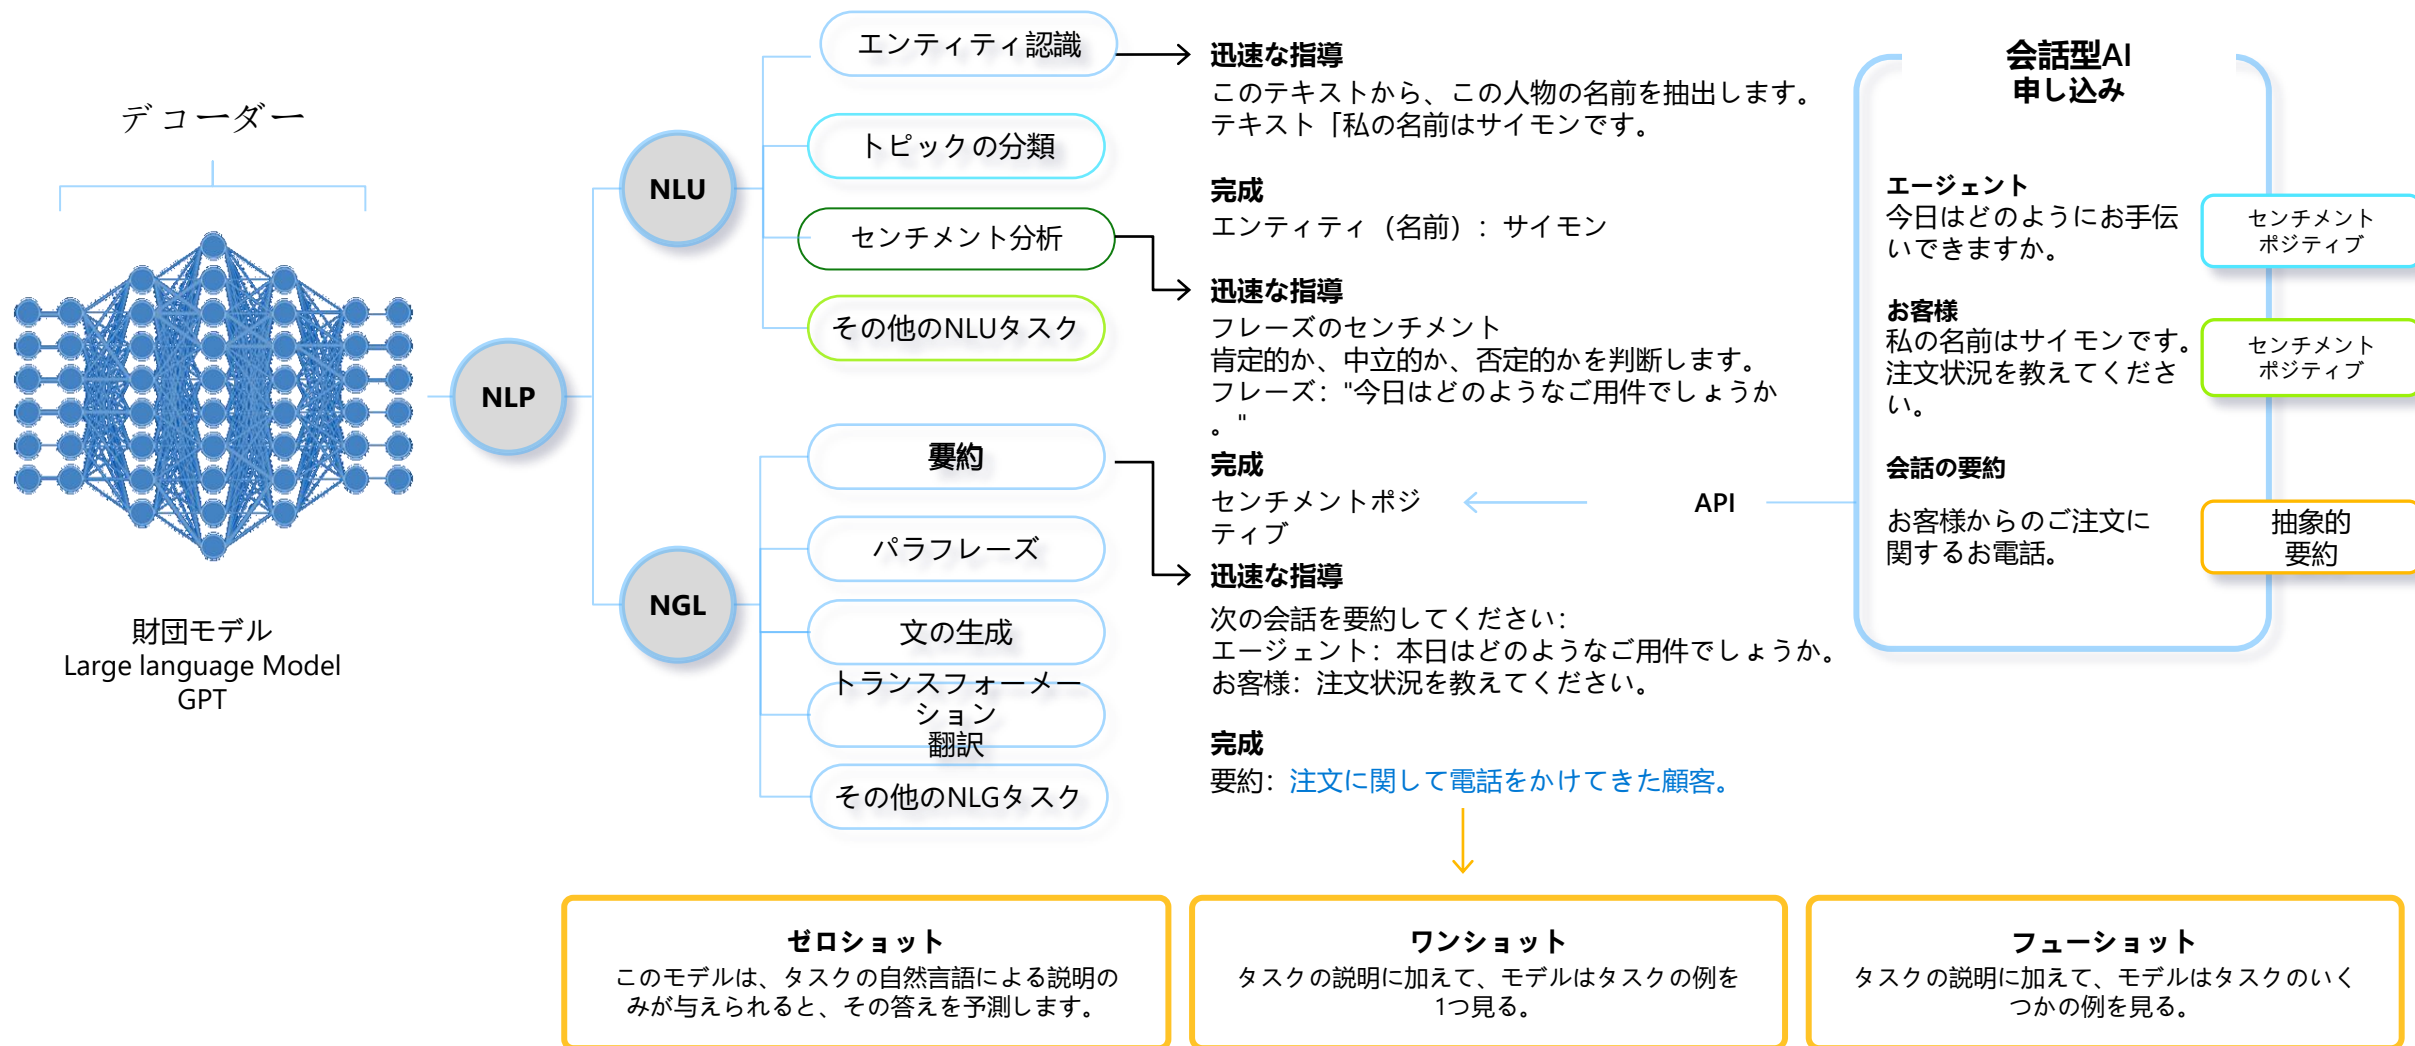 デコーダー
財団モデル
Large language Model
GPT
NLP
NLU
NGL
エンティティ認識
トピックの分類
センチメント分析
その他のNLUタスク
要約
パラフレーズ
文の生成
トランスフォーメー
ション
翻訳
その他のNLGタスク
迅速な指導
このテキストから、この人物の名前を抽出します。
テキスト「私の名前はサイモンです。
完成
エンティティ（名前）：サイモン
迅速な指導
フレーズのセンチメント
肯定的か、中立的か、否定的かを判断します。
フレーズ："今日はどのようなご用件でしょうか
。"
完成
センチメントポジ
ティブ
迅速な指導
次の会話を要約してください：
エージェント：本日はどのようなご用件でしょうか。
お客様：注文状況を教えてください。
完成
要約：注文に関して電話をかけてきた顧客。
API
会話型AI
申し込み
エージェント
今日はどのようにお手伝
いできますか。
センチメント
ポジティブ
お客様
私の名前はサイモンです。
注文状況を教えてくださ
い。
センチメント
ポジティブ
会話の要約
お客様からのご注文に
関するお電話。
抽象的
要約
ゼロショット
このモデルは、タスクの自然言語による説明の
みが与えられると、その答えを予測します。
ワンショット
タスクの説明に加えて、モデルはタスクの例を
1つ見る。
フューショット
タスクの説明に加えて、モデルはタスクのいく
つかの例を見る。